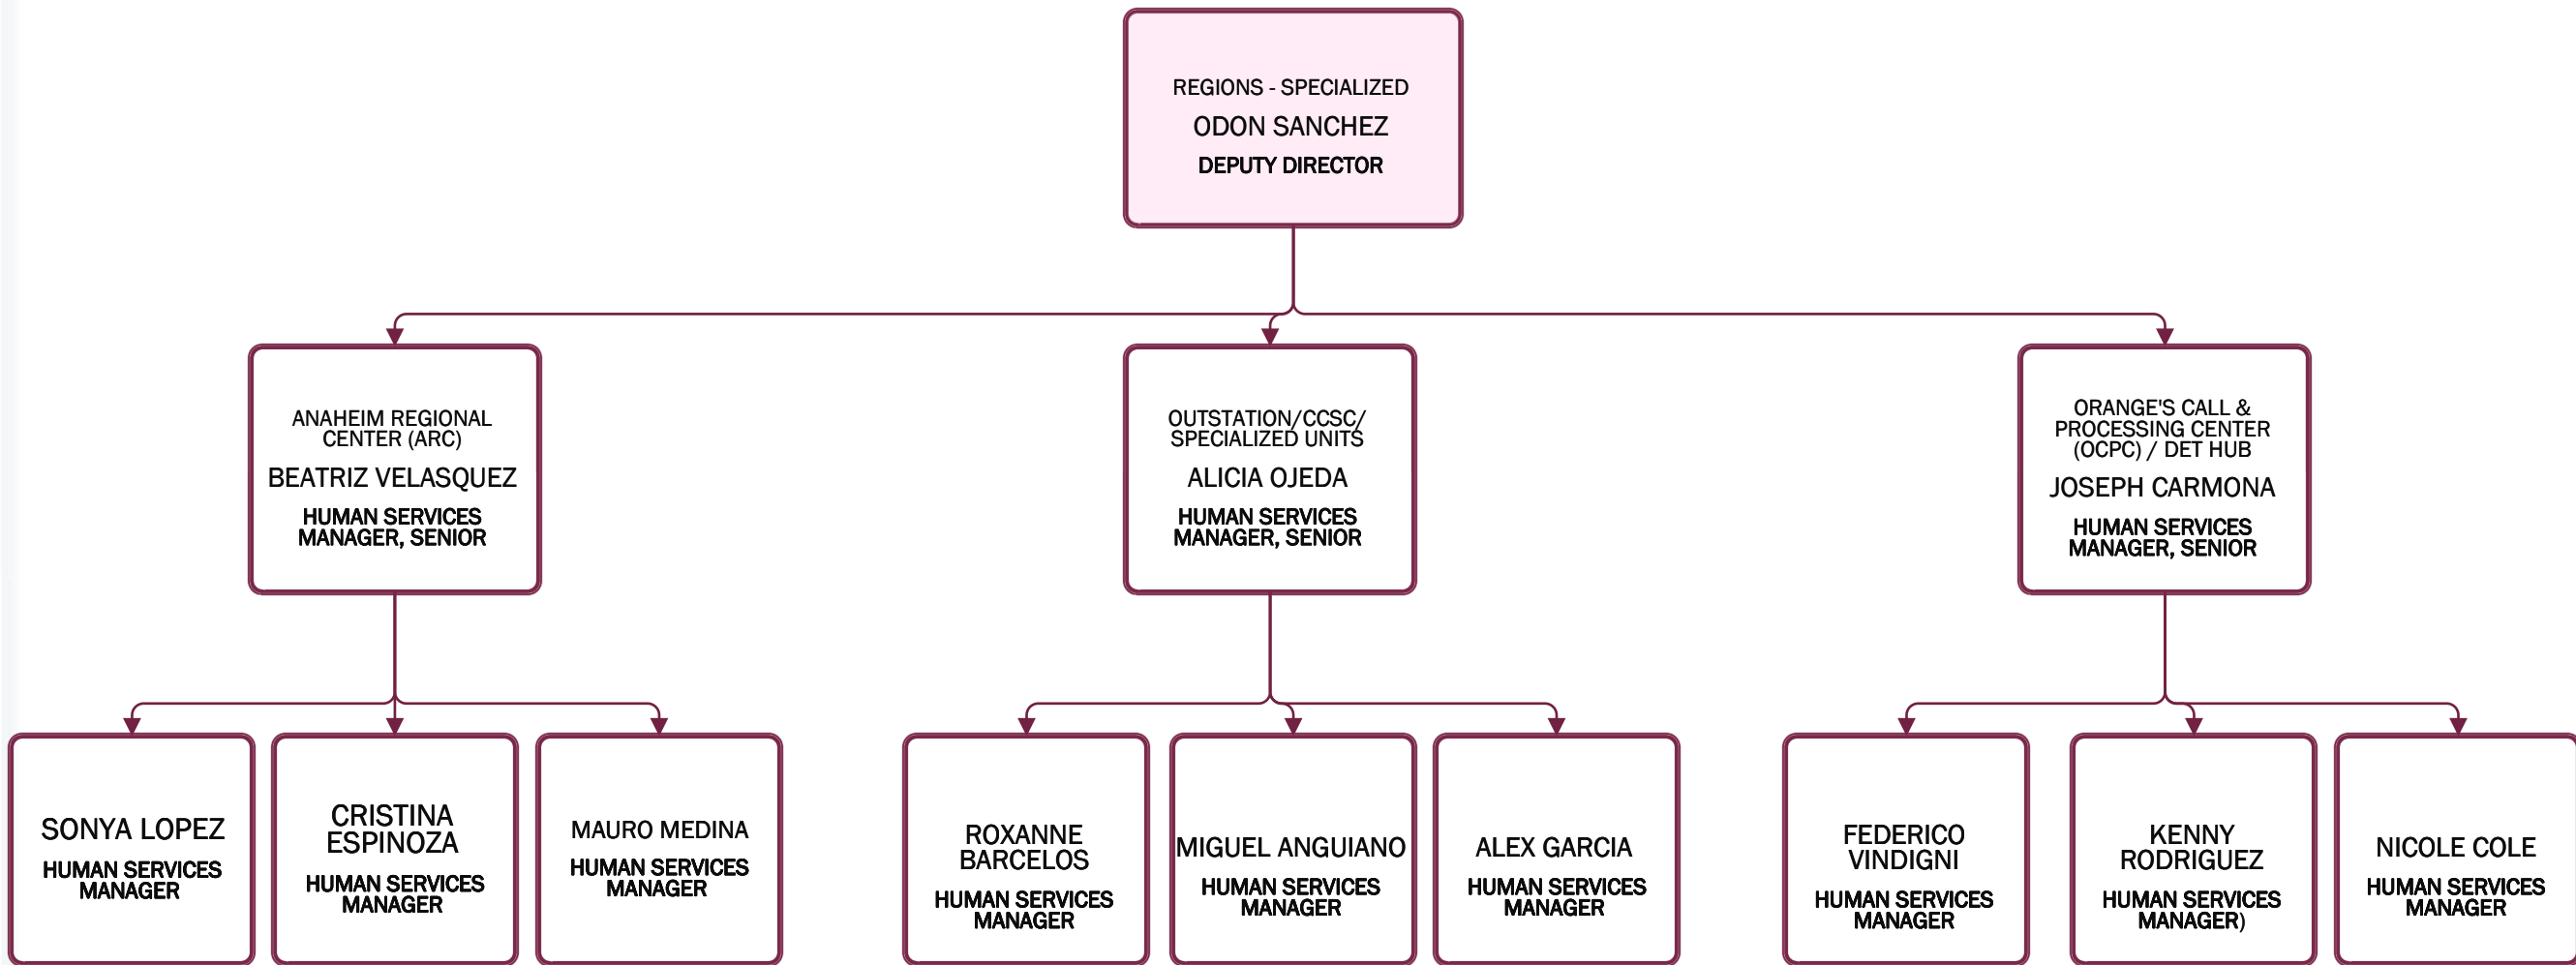 REGIONS - SPECIALIZED
ODON SANCHEZ
DEPUTY DIRECTOR
ANAHEIM REGIONAL
CENTER (ARC)
BEATRIZ VELASQUEZ
HUMAN SERVICES
MANAGER, SENIOR
OUTSTATION/CCSC/
SPECIALIZED UNITS
ALICIA OJEDA
HUMAN SERVICES
MANAGER, SENIOR
ORANGE'S CALL &
PROCESSING CENTER
(OCPC) / DET HUB
JOSEPH CARMONA
HUMAN SERVICES
MANAGER, SENIOR
SONYA LOPEZ
HUMAN SERVICES
MANAGER
CRISTINA
ESPINOZA
HUMAN SERVICES
MANAGER
MAURO MEDINA
HUMAN SERVICES
MANAGER
ROXANNE
BARCELOS
HUMAN SERVICES
MANAGER
MIGUEL ANGUIANO
HUMAN SERVICES
MANAGER
ALEX GARCIA
HUMAN SERVICES
MANAGER
FEDERICO
VINDIGNI
HUMAN SERVICES
MANAGER
KENNY
RODRIGUEZ
HUMAN SERVICES
MANAGER)
NICOLE COLE
HUMAN SERVICES
MANAGER